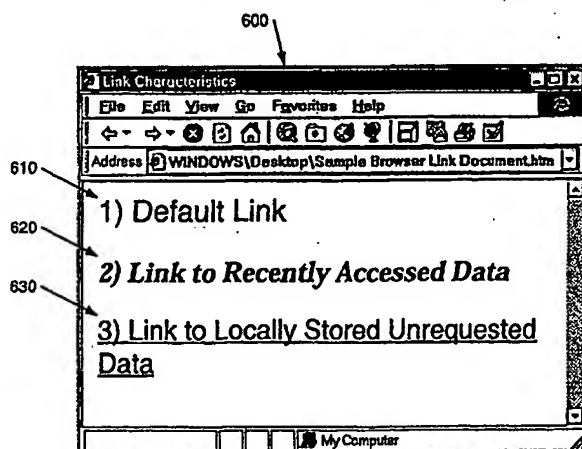 600
Link Characteristics
File Edit View Go Favorites Help
Address WINDOWS\Desktop\Sample Browser Link Document.htm
610
1) Default Link
620
2) Link to Recently Accessed Data
630
3) Link to Locally Stored Unrequested
Data
My Computer